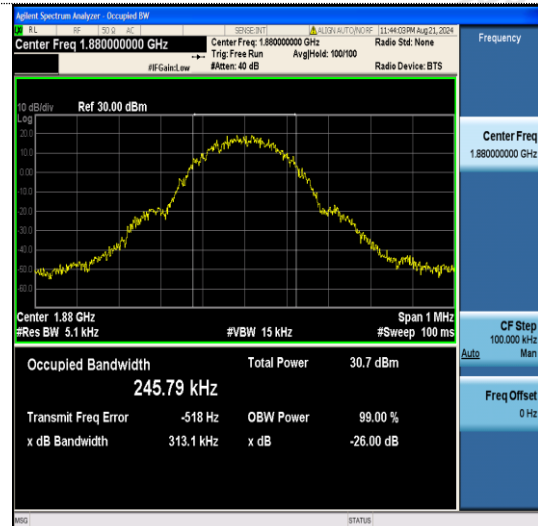 Agilent Spectrum Analyzer - Occupied BW
RL RF 50 Ω AC SENSE:INT ALIGN AUTO/NO RF 11:44:03PM Aug 21, 2024
Center Freq 1.880000000 GHz
Center Freq: 1.880000000 GHz Radio Std: None
Trig: Free Run Avg|Hold: 100/100
#IFGain:Low #Atten: 40 dB Radio Device: BTS
10 dB/div Ref 30.00 dBm
Log
20.0
10.0
0.00
-10.0
-20.0
-30.0
-40.0
-50.0
-60.0
Center 1.88 GHz Span 1 MHz
#Res BW 5.1 kHz #VBW 15 kHz #Sweep 100 ms
Occupied Bandwidth Total Power 30.7 dBm
245.79 kHz
Transmit Freq Error -518 Hz OBW Power 99.00 %
x dB Bandwidth 313.1 kHz x dB -26.00 dB
MSG STATUS
Frequency
Center Freq
1.880000000 GHz
CF Step
100.000 kHz
Auto Man
Freq Offset
0 Hz